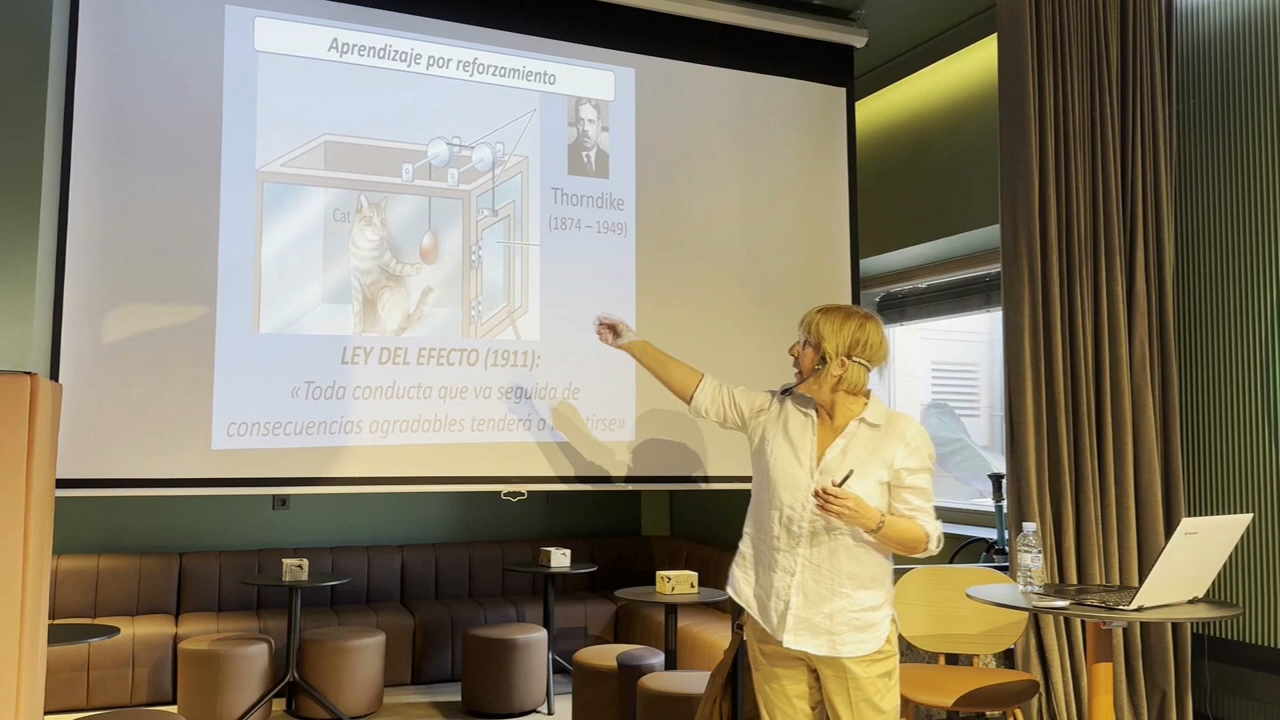 Aprendizaje por reforzamiento
Cat
Thorndike
(1874 – 1949)
LEY DEL EFECTO (1911):
«Toda conducta que va seguida de
consecuencias agradables tenderá a